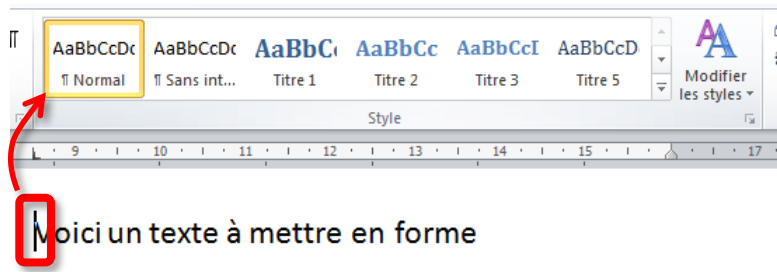 ¶
AaBbCcDc AaBbCcDc AaBbC AaBbCc AaBbCcI AaBbCcD
¶ Normal ¶ Sans int... Titre 1 Titre 2 Titre 3 Titre 5
Modifier
les styles
Style
9 10 11 12 13 14 15 17
Voici un texte à mettre en forme